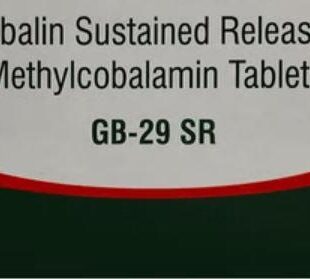 balin Sustained Releas
Methylcobalamin Tablet
GB-29 SR